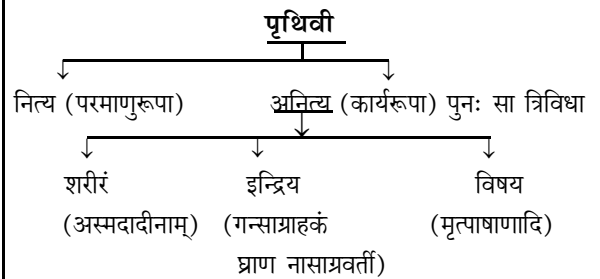 पृथिवी
नित्य (परमाणुरूपा) अनित्य (कार्यरूपा) पुनः सा त्रिविधा
शरीरं इन्द्रिय विषय
(अस्मदादीनाम्) (गन्साग्राहकं (मृत्पाषाणादि)
घ्राण नासाग्रवर्ती)